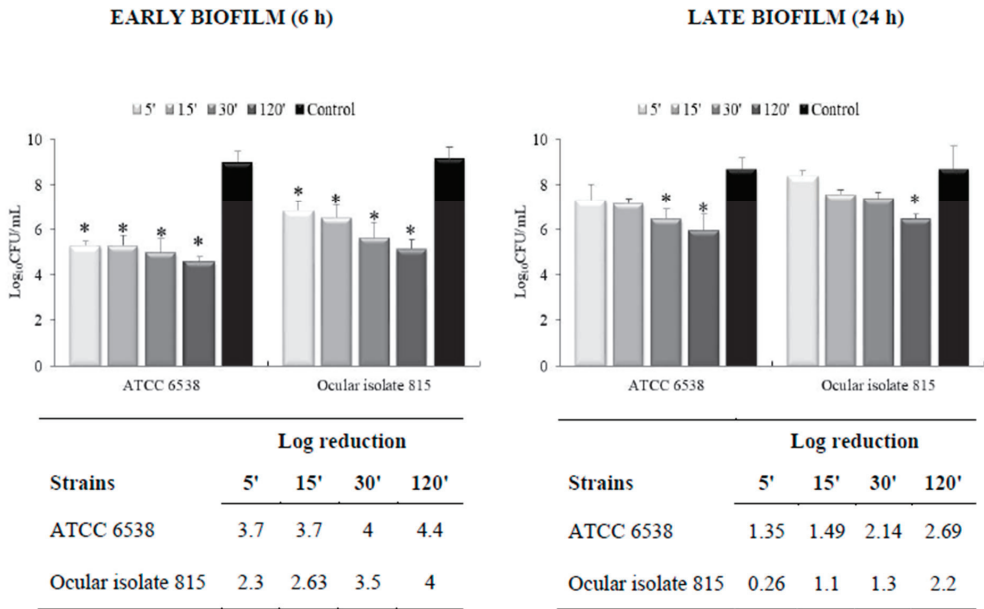 EARLY BIOFILM (6 h)
5' 15' 30' 120' Control
Log₁₀CFU/mL
10
8
6
4
2
0
* * * *
* * * *
ATCC 6538 Ocular isolate 815
Log reduction
Strains 5' 15' 30' 120'
ATCC 6538 3.7 3.7 4 4.4
Ocular isolate 815 2.3 2.63 3.5 4
LATE BIOFILM (24 h)
5' 15' 30' 120' Control
Log₁₀CFU/mL
10
8
6
4
2
0
* *
*
ATCC 6538 Ocular isolate 815
Log reduction
Strains 5' 15' 30' 120'
ATCC 6538 1.35 1.49 2.14 2.69
Ocular isolate 815 0.26 1.1 1.3 2.2